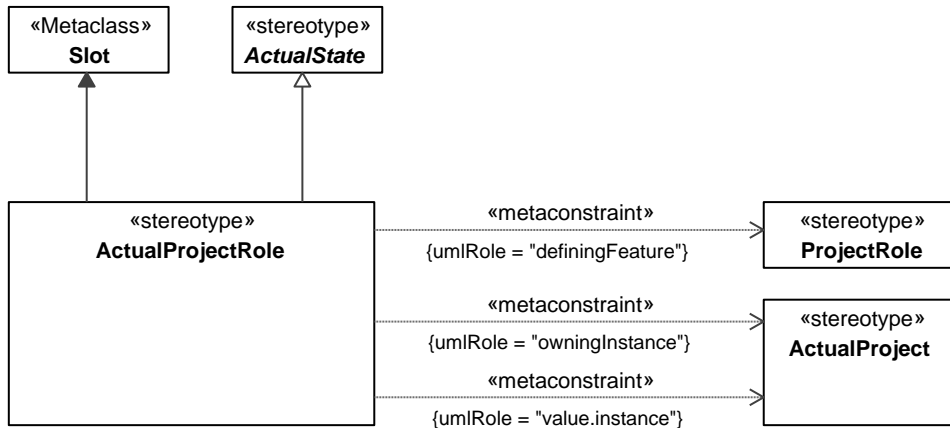 «Metaclass»
Slot
«stereotype»
ActualState
«stereotype»
ActualProjectRole
«metaconstraint»
{umlRole = "definingFeature"}
«stereotype»
ProjectRole
«metaconstraint»
{umlRole = "owningInstance"}
«stereotype»
ActualProject
«metaconstraint»
{umlRole = "value.instance"}